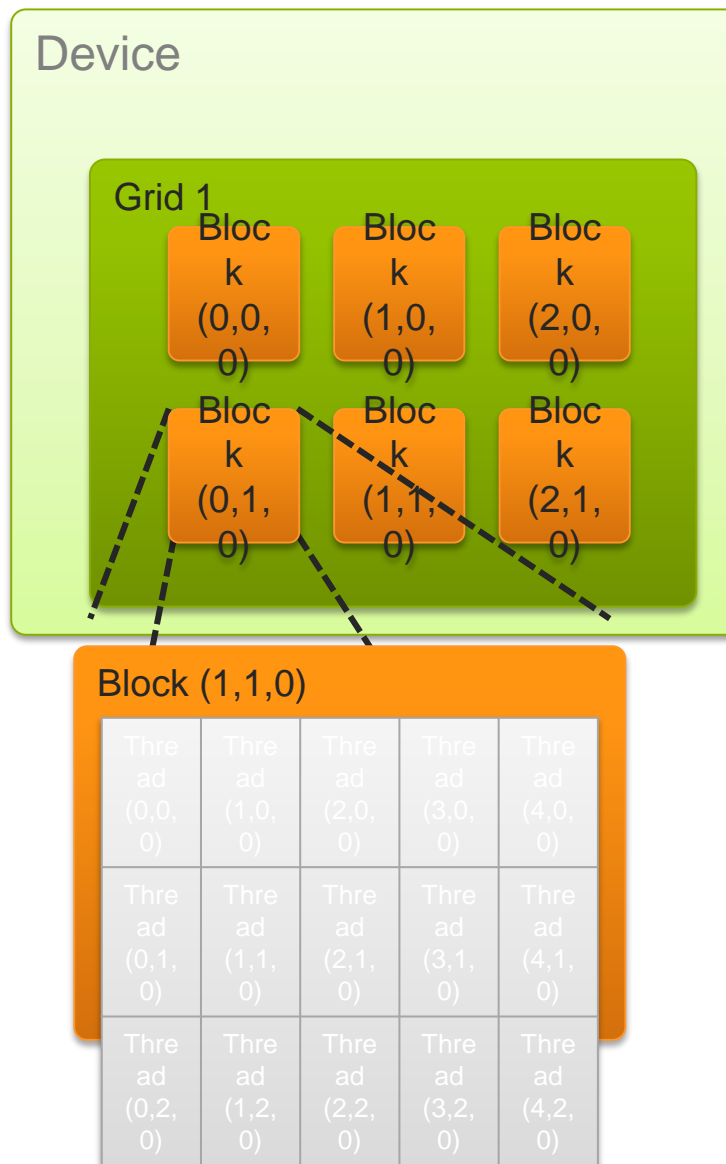 Device
Grid 1
Bloc
k
(0,0,
0)
Bloc
k
(1,0,
0)
Bloc
k
(2,0,
0)
Bloc
k
(0,1,
0)
Bloc
k
(1,1,
0)
Bloc
k
(2,1,
0)
Block (1,1,0)
Thre
ad
(0,0,
0)
Thre
ad
(1,0,
0)
Thre
ad
(2,0,
0)
Thre
ad
(3,0,
0)
Thre
ad
(4,0,
0)
Thre
ad
(0,1,
0)
Thre
ad
(1,1,
0)
Thre
ad
(2,1,
0)
Thre
ad
(3,1,
0)
Thre
ad
(4,1,
0)
Thre
ad
(0,2,
0)
Thre
ad
(1,2,
0)
Thre
ad
(2,2,
0)
Thre
ad
(3,2,
0)
Thre
ad
(4,2,
0)